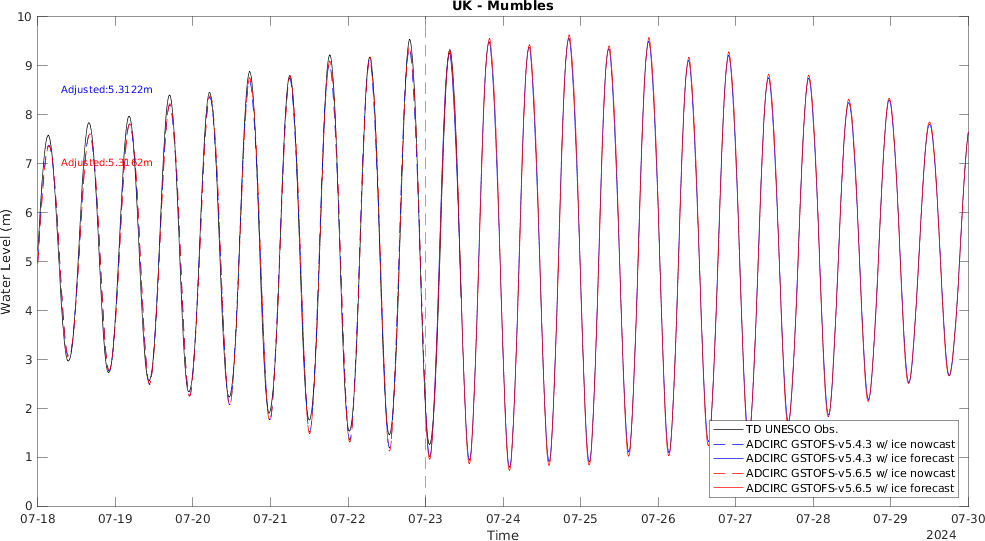 UK - Mumbles
10
9
8
7
6
5
4
3
2
1
0
Water Level (m)
Adjusted:5.3122m
Adjusted:5.3162m
TD UNESCO Obs.
ADCIRC GSTOFS-v5.4.3 w/ ice nowcast
ADCIRC GSTOFS-v5.4.3 w/ ice forecast
ADCIRC GSTOFS-v5.6.5 w/ ice nowcast
ADCIRC GSTOFS-v5.6.5 w/ ice forecast
07-18 07-19 07-20 07-21 07-22 07-23 07-24 07-25 07-26 07-27 07-28 07-29 07-30
Time
2024